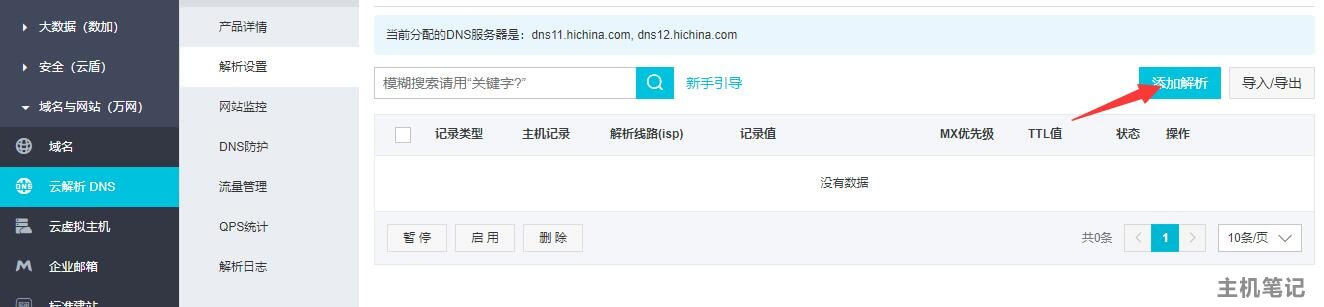 大数据（数加）
安全（云盾）
域名与网站（万网）
域名
云解析 DNS
云虚拟主机
企业邮箱
标准建站
产品详情
解析设置
网站监控
DNS防护
流量管理
QPS统计
解析日志
当前分配的DNS服务器是：dns11.hichina.com, dns12.hichina.com
模糊搜索请用“关键字?” 新手引导 添加解析 导入/导出
记录类型 主机记录 解析线路(isp) 记录值 MX优先级 TTL值 状态 操作
没有数据
暂停 启用 删除 共0条 1 10条/页
主机笔记